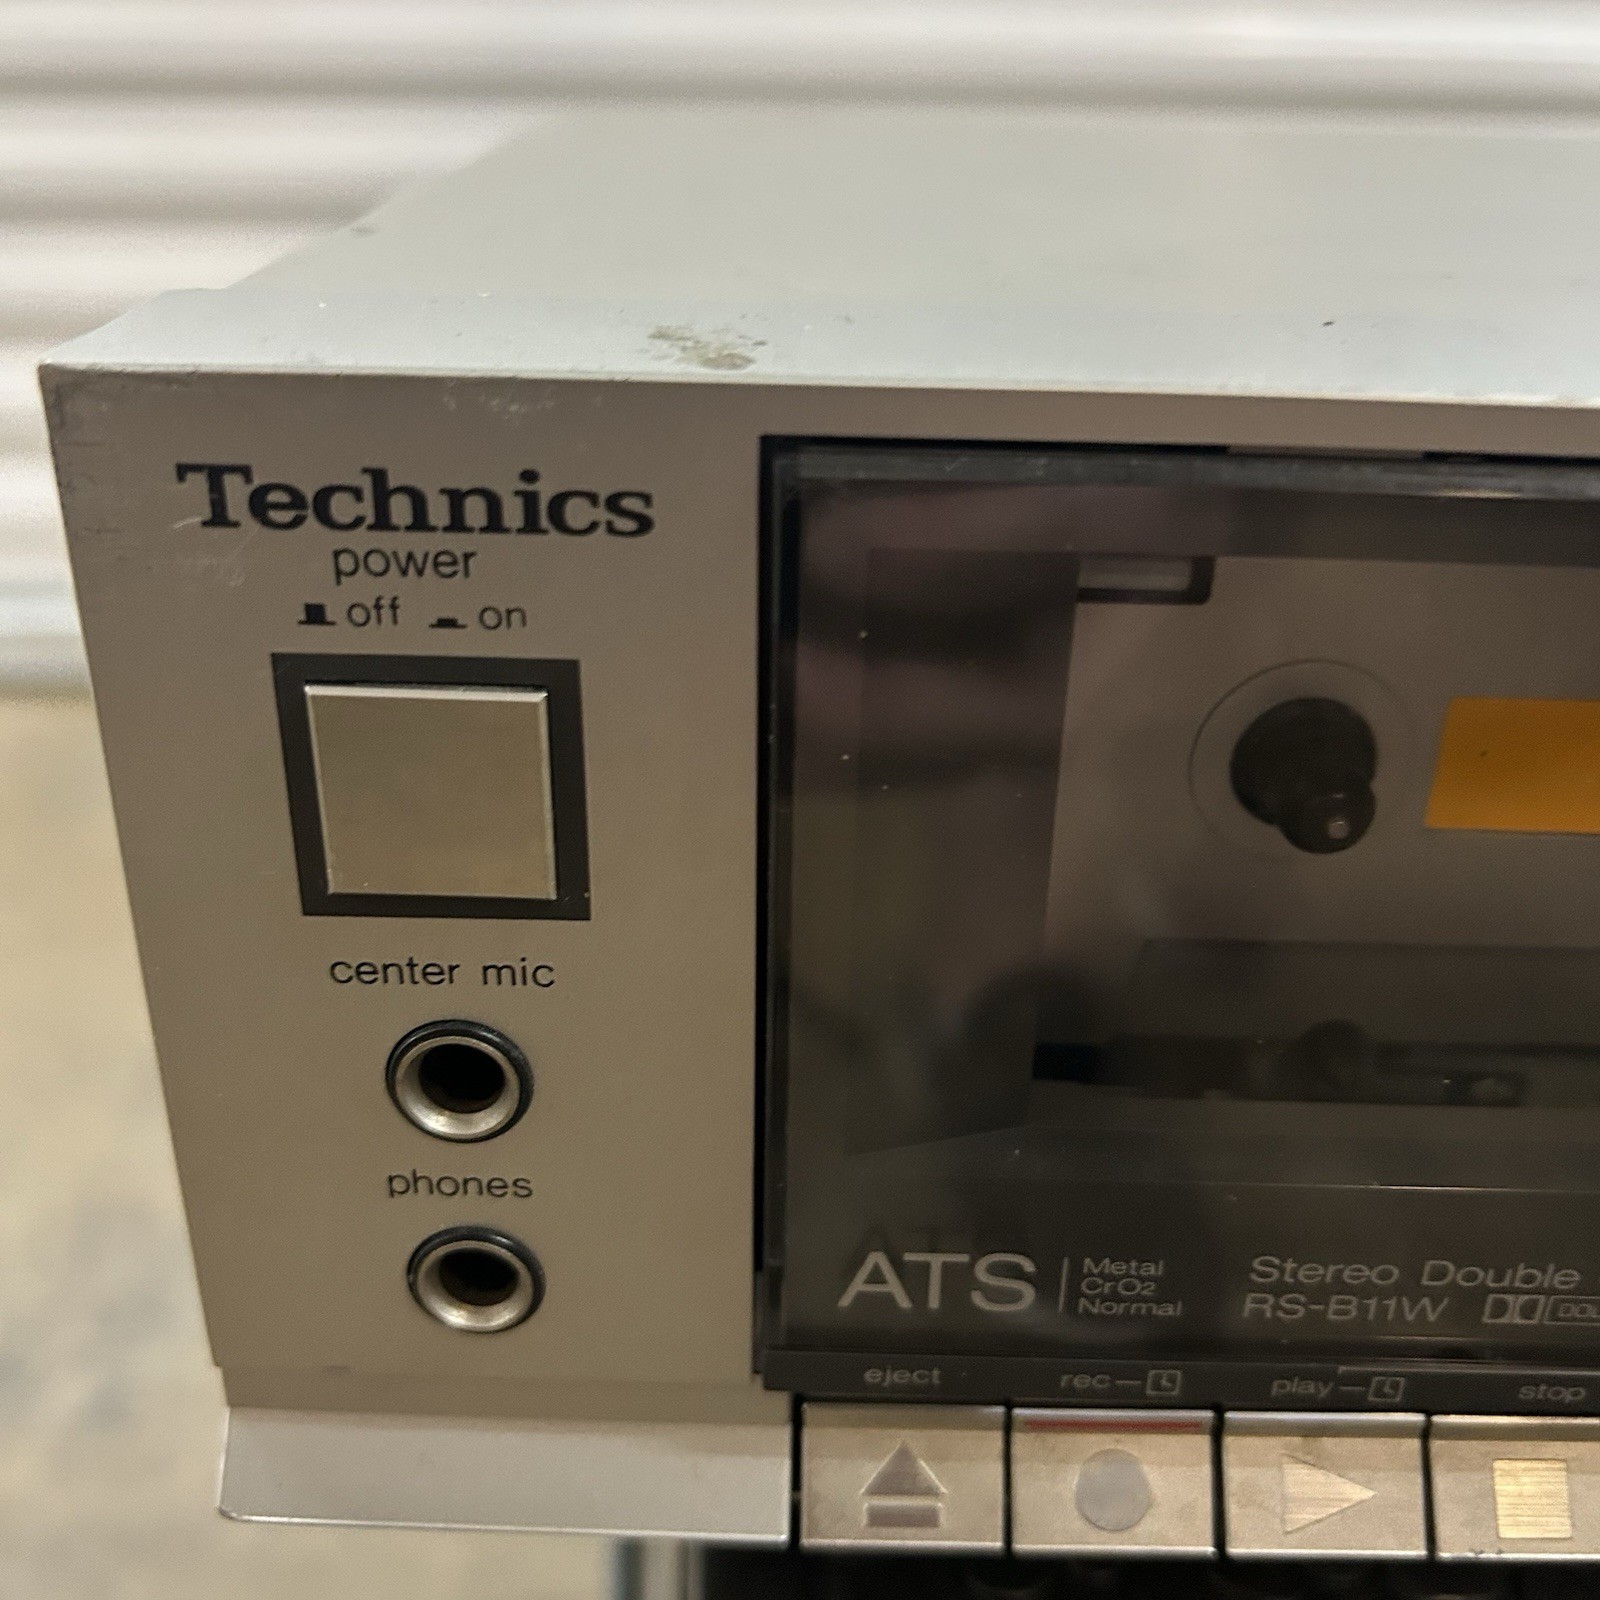 Technics
power
off on
center mic
phones
ATS
Metal
CrO2
Normal
Stereo Double
RS-B11W
eject rec play stop